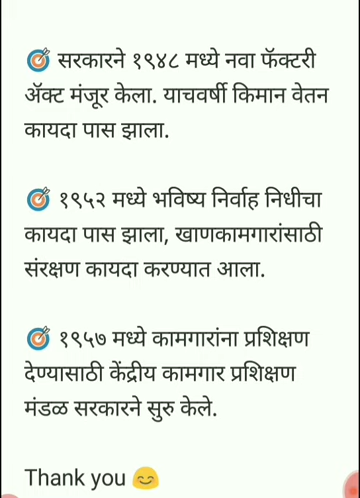 🎯 सरकारने १९४८ मध्ये नवा फॅक्टरी
ॲक्ट मंजूर केला. याचवर्षी किमान वेतन
कायदा पास झाला.
🎯 १९५२ मध्ये भविष्य निर्वाह निधीचा
कायदा पास झाला, खाणकामगारांसाठी
संरक्षण कायदा करण्यात आला.
🎯 १९५७ मध्ये कामगारांना प्रशिक्षण
देण्यासाठी केंद्रीय कामगार प्रशिक्षण
मंडळ सरकारने सुरु केले.
Thank you 😊